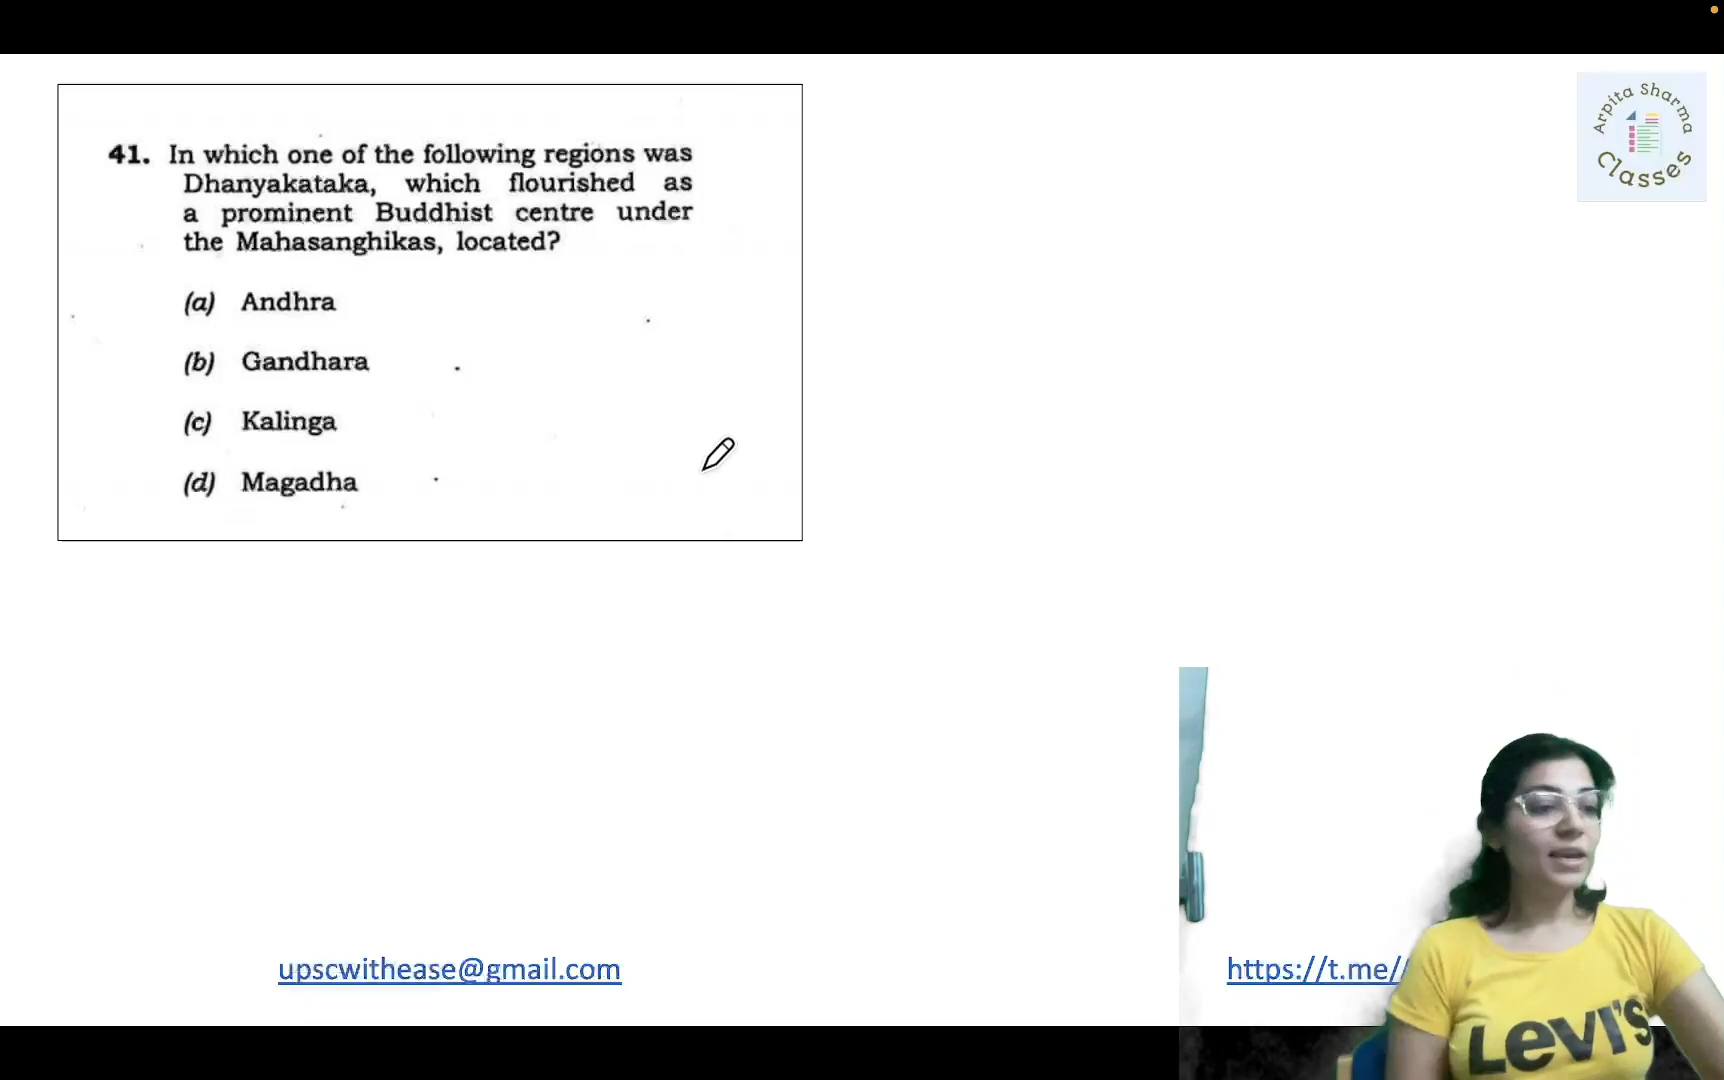 Arpita Sharma
Classes
41. In which one of the following regions was
Dhanyakataka, which flourished as
a prominent Buddhist centre under
the Mahasanghikas, located?
(a) Andhra
(b) Gandhara
(c) Kalinga
(d) Magadha
upscwithease@gmail.com
https://t.me//
LEVI'S